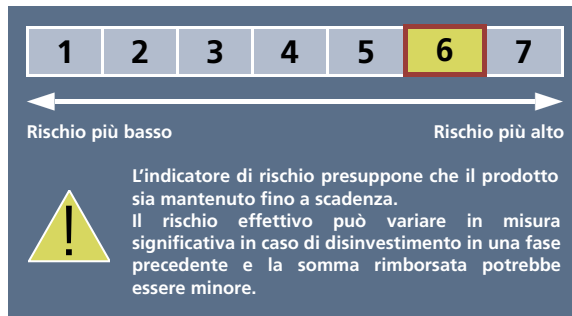 1 2 3 4 5 6 7
Rischio più basso Rischio più alto
L'indicatore di rischio presuppone che il prodotto
sia mantenuto fino a scadenza.
Il rischio effettivo può variare in misura
significativa in caso di disinvestimento in una fase
precedente e la somma rimborsata potrebbe
essere minore.
!